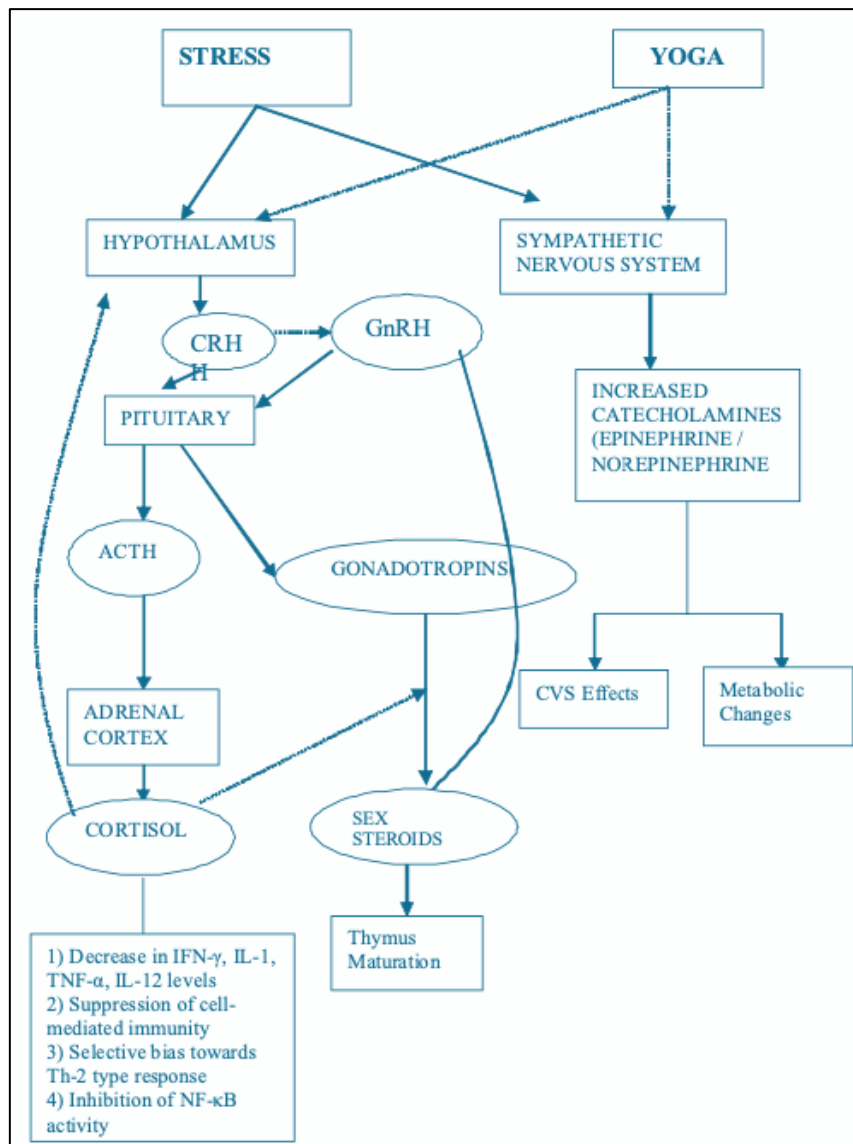 STRESS
YOGA
HYPOTHALAMUS
SYMPATHETIC
NERVOUS SYSTEM
CRH
H
GnRH
PITUITARY
INCREASED
CATECHOLAMINES
(EPINEPHRINE /
NOREPINEPHRINE
ACTH
GONADOTROPINS
CVS Effects
Metabolic
Changes
ADRENAL
CORTEX
CORTISOL
SEX
STEROIDS
Thymus
Maturation
1) Decrease in IFN-γ, IL-1,
TNF-α, IL-12 levels
2) Suppression of cell-
mediated immunity
3) Selective bias towards
Th-2 type response
4) Inhibition of NF-κB
activity